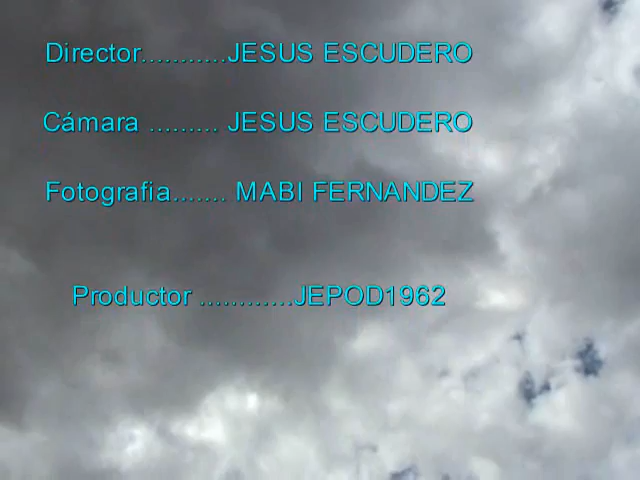 Director...........JESUS ESCUDERO
Cámara ......... JESUS ESCUDERO
Fotografia....... MABI FERNANDEZ
Productor ............JEPOD1962